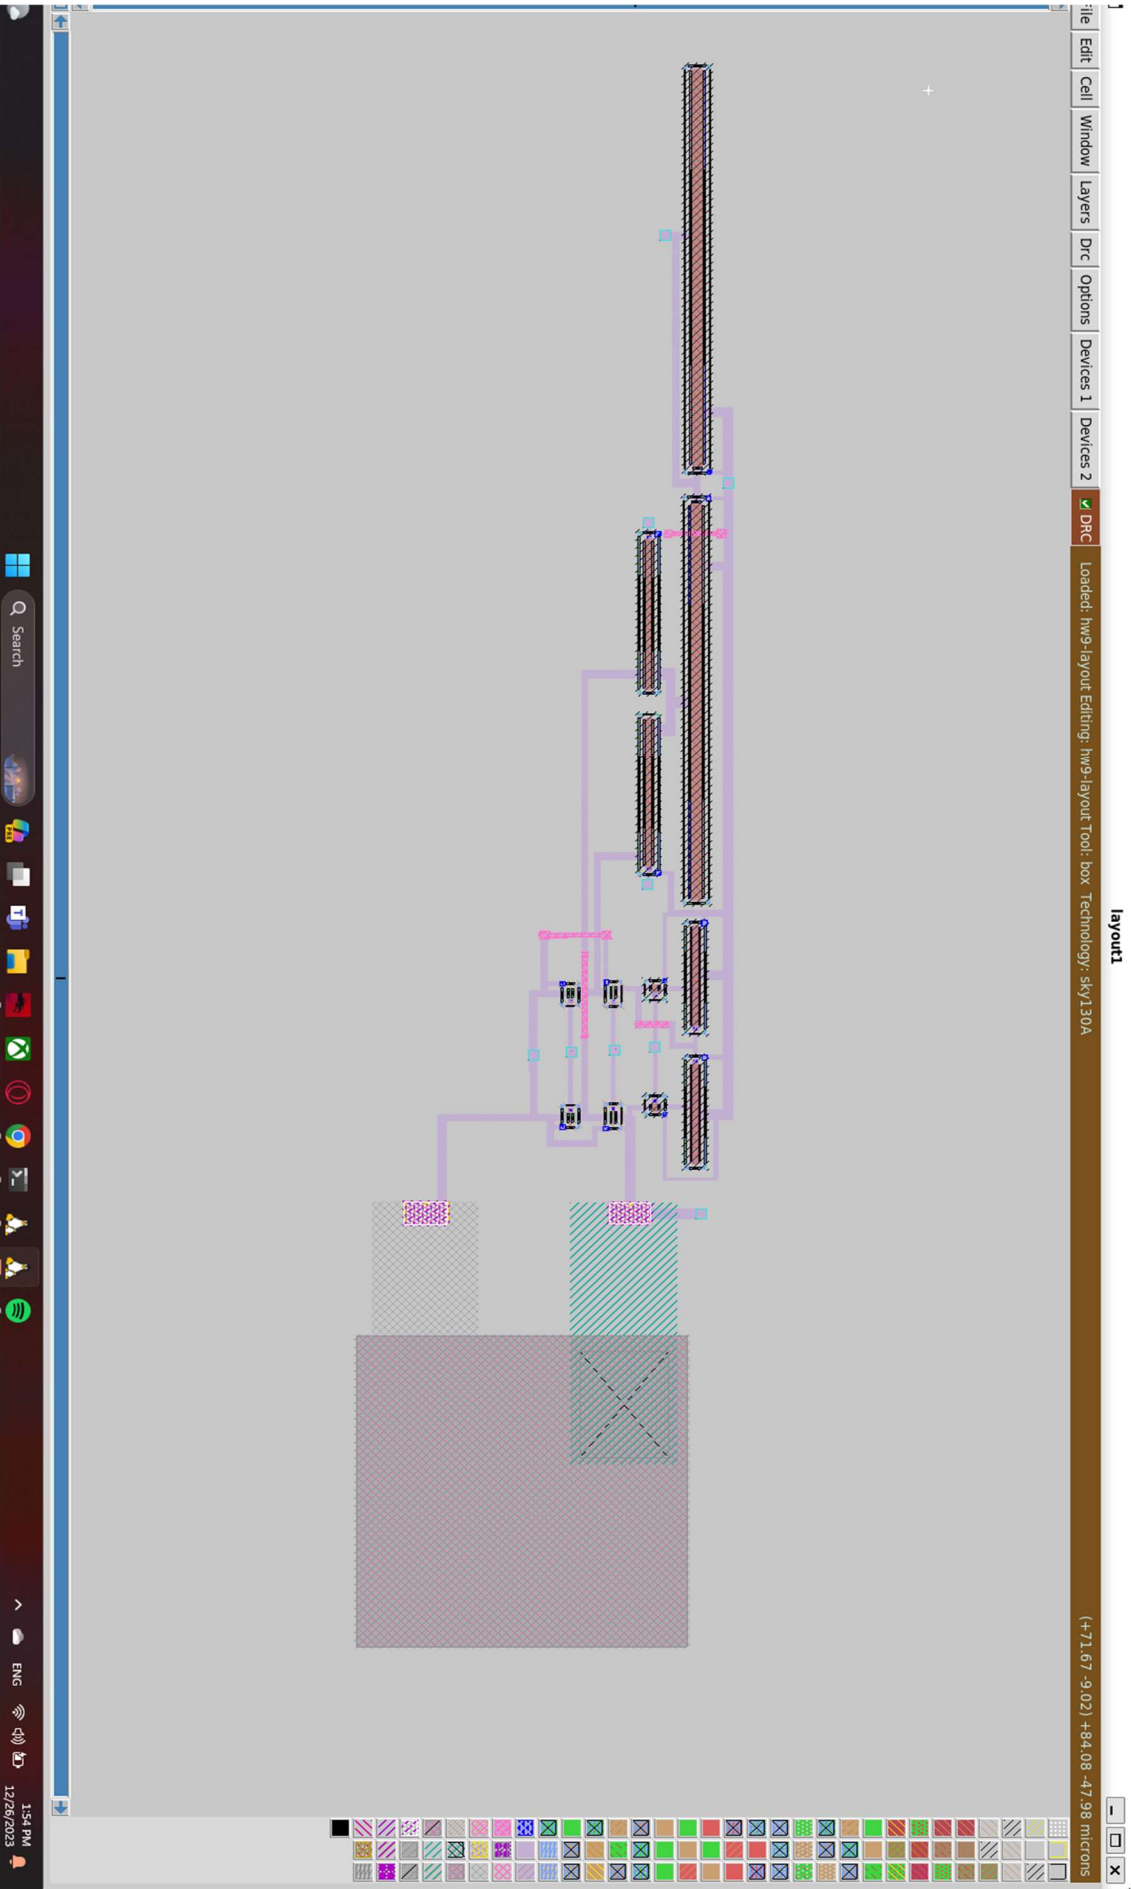 layout1
File Edit Cell Window Layers Drc Options Devices 1 Devices 2 DRC Loaded: hw9-layout Editing: hw9-layout Tool: box Technology: sky130A (+71.67 -9.02) +84.08 -47.98 microns
Search
PRE
ENG
1:54 PM
12/26/2023